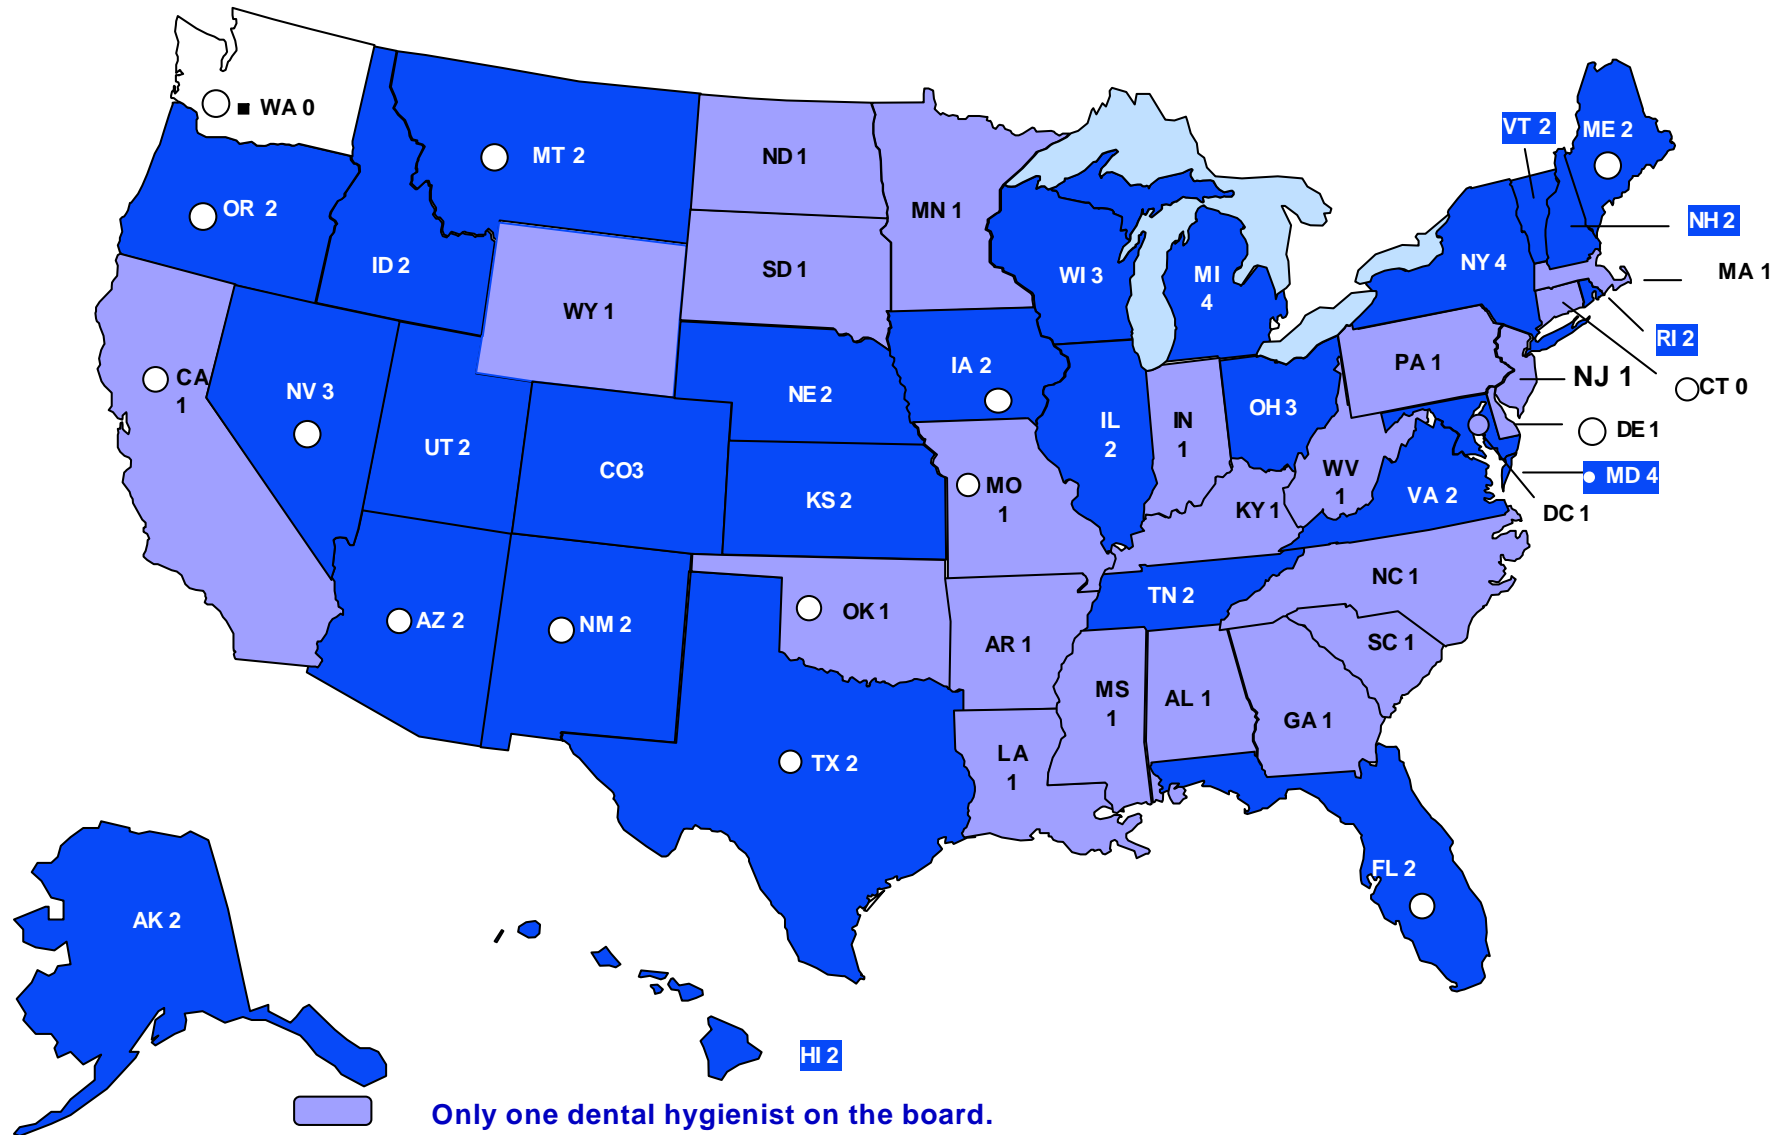 VT 2
ME 2
■ WA 0
MT 2
ND 1
OR 2
MN 1
NH 2
ID 2
SD 1
WI 3
MI
4
NY 4
MA 1
WY 1
RI 2
IA 2
PA 1
NJ 1
CT 0
CA
1
NV 3
NE 2
IL
2
IN
1
OH 3
DE 1
UT 2
CO3
KS 2
MO
1
WV
1
VA 2
• MD 4
KY 1
DC 1
NC 1
TN 2
AZ 2
NM 2
OK 1
AR 1
SC 1
MS
1
AL 1
GA 1
TX 2
LA
1
FL 2
AK 2
HI 2
Only one dental hygienist on the board.